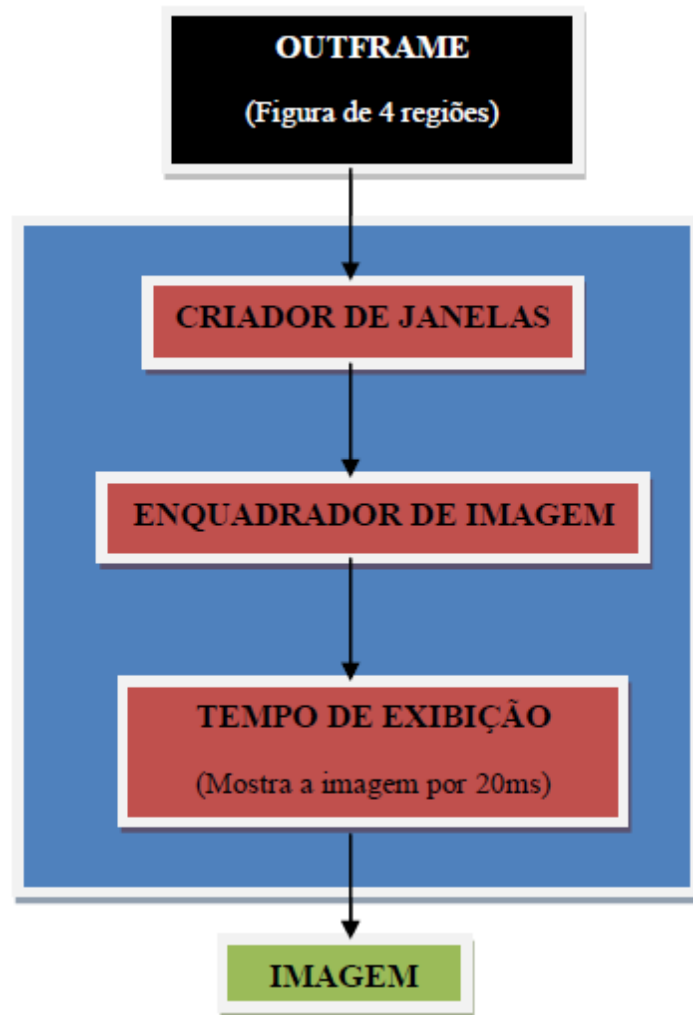 OUTFRAME
(Figura de 4 regiões)
CRIADOR DE JANELAS
ENQUADRADOR DE IMAGEM
TEMPO DE EXIBIÇÃO
(Mostra a imagem por 20ms)
IMAGEM